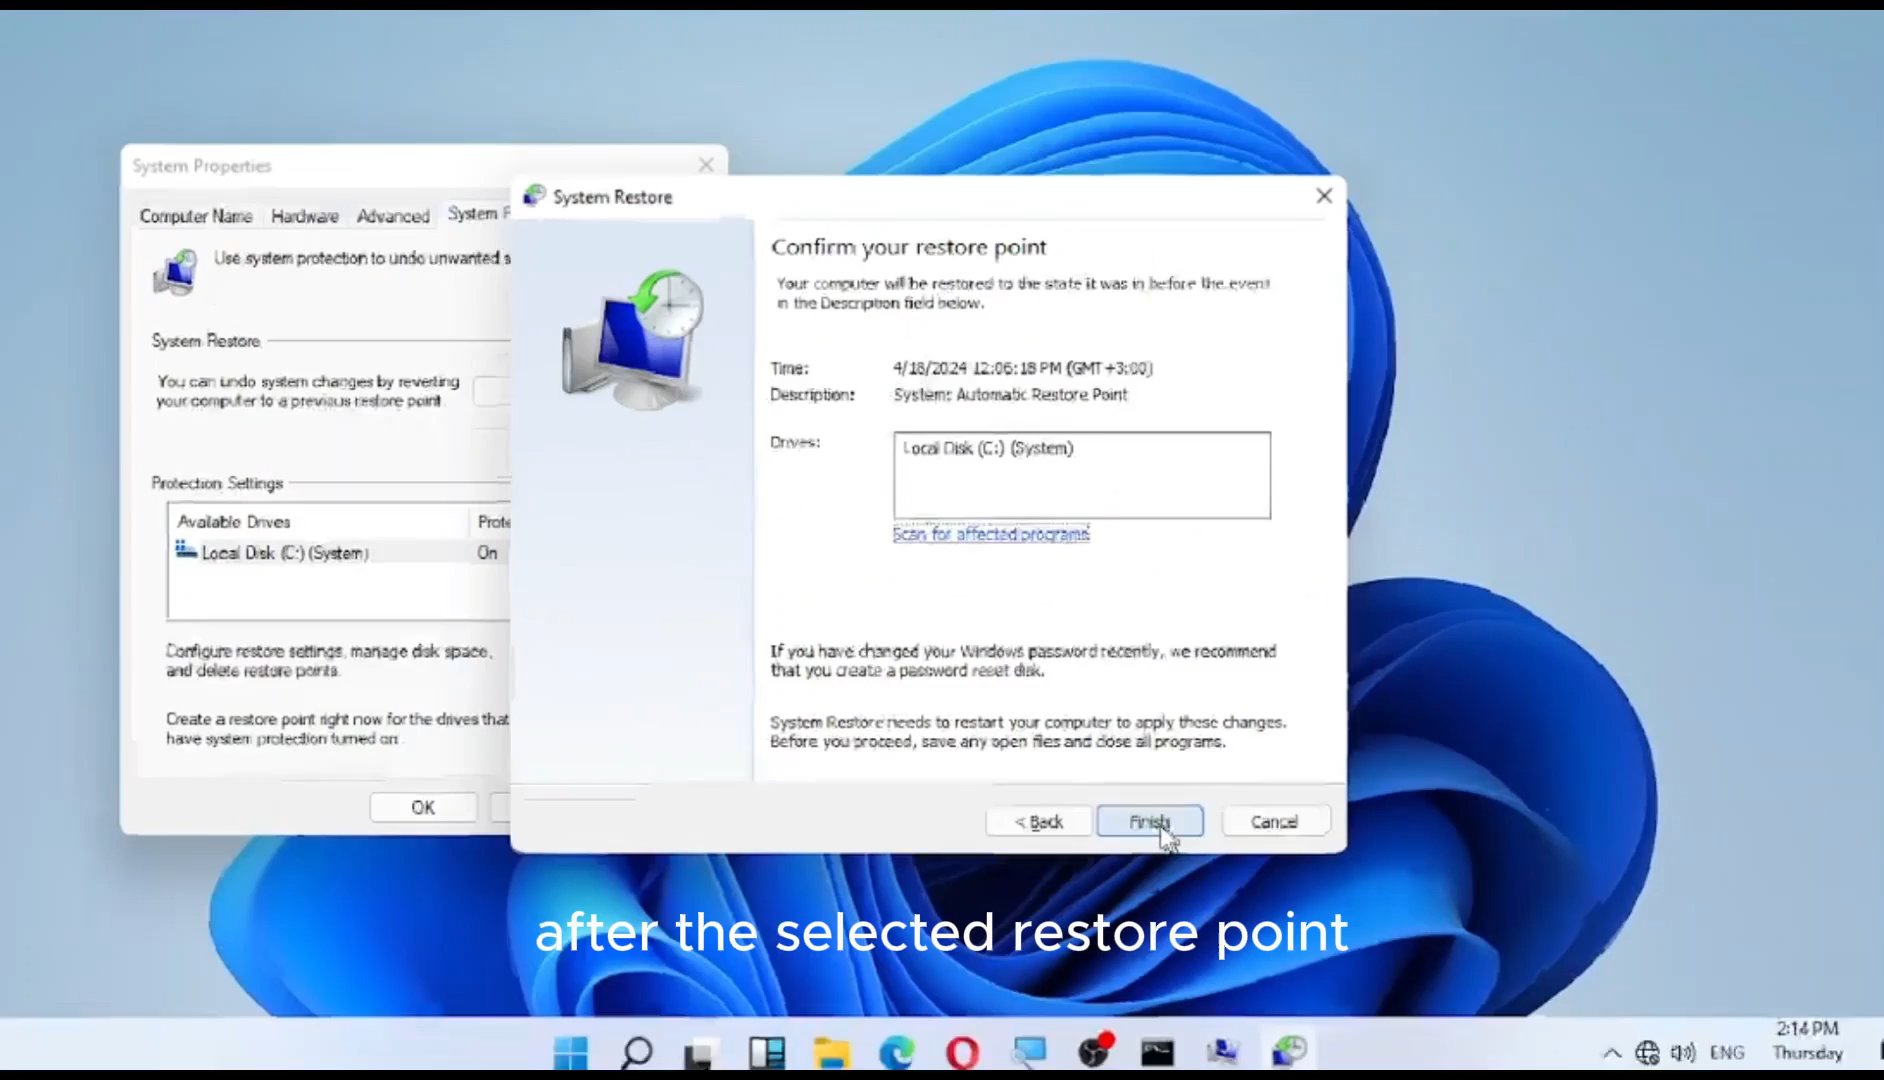 System Properties
Computer Name Hardware Advanced System
Use system protection to undo unwanted s
System Restore
You can undo system changes by reverting
your computer to a previous restore point.
Protection Settings
Available Drives Prote
Local Disk (C:) (System) On
Configure restore settings, manage disk space,
and delete restore points.
Create a restore point right now for the drives that
have system protection turned on.
OK
System Restore
Confirm your restore point
Your computer will be restored to the state it was in before the event
in the Description field below.
Time: 4/18/2024 12:06:18 PM (GMT+3:00)
Description: System: Automatic Restore Point
Drives: Local Disk (C:) (System)
Scan for affected programs
If you have changed your Windows password recently, we recommend
that you create a password reset disk.
System Restore needs to restart your computer to apply these changes.
Before you proceed, save any open files and close all programs.
< Back Finish Cancel
after the selected restore point
ENG
2:14 PM
Thursday